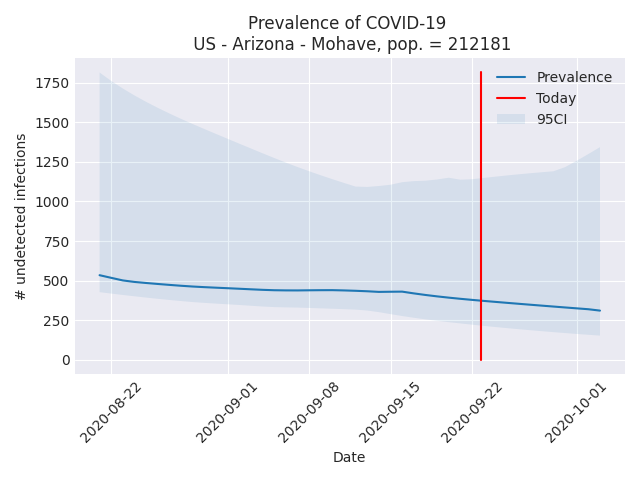 Prevalence of COVID-19
US - Arizona - Mohave, pop. = 212181
Prevalence
Today
95CI
# undetected infections
1750
1500
1250
1000
750
500
250
0
2020-08-22
2020-09-01
2020-09-08
2020-09-15
2020-09-22
2020-10-01
Date